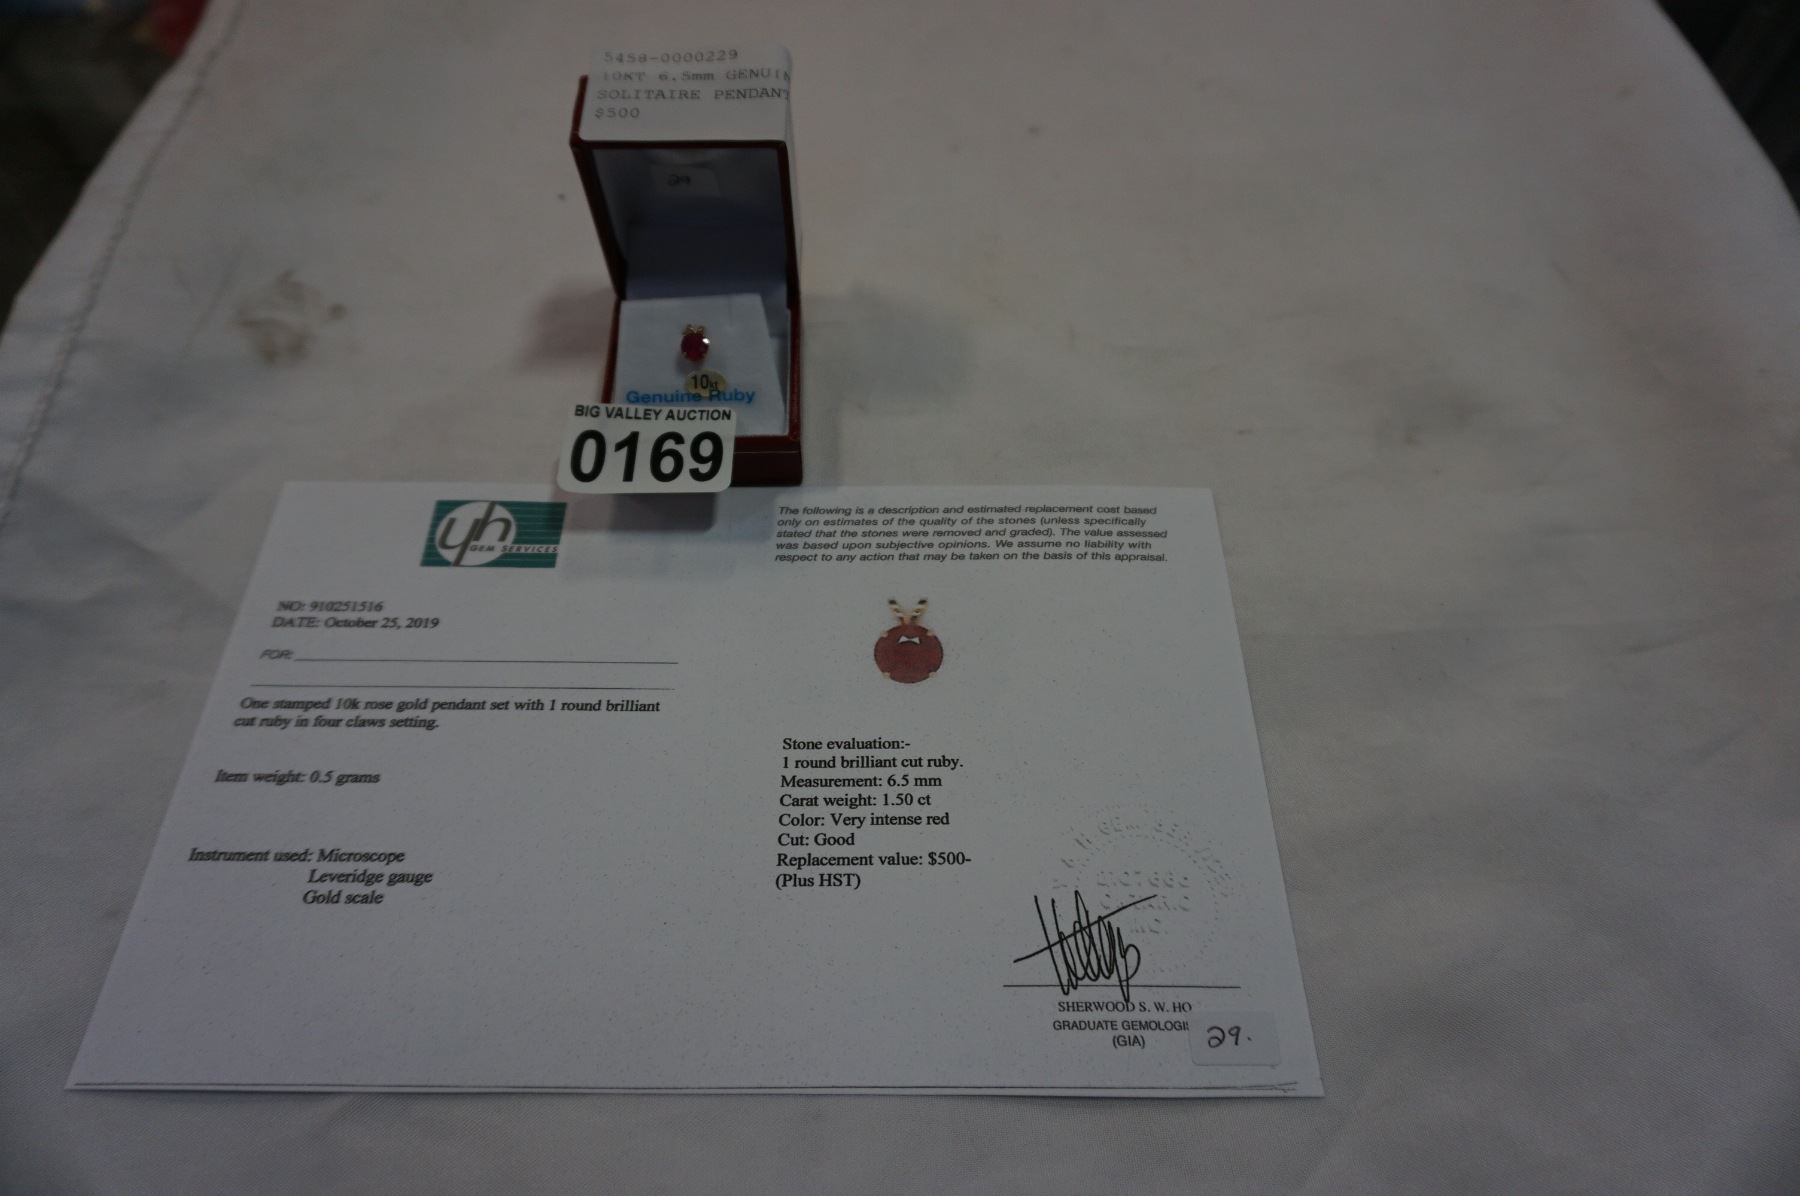 5458-0000229
10KT 6.5mm GENUIN
SOLITAIRE PENDANT
$500
29
10kt
Genuine Ruby
BIG VALLEY AUCTION
0169
yh
GEM SERVICES
NO: 910251516
DATE: October 25, 2019
FOR:
One stamped 10k rose gold pendant set with 1 round brilliant
cut ruby in four claws setting.
Item weight: 0.5 grams
Instrument used: Microscope
Leveridge gauge
Gold scale
The following is a description and estimated replacement cost based
only on estimates of the quality of the stones (unless specifically
stated that the stones were removed and graded). The value assessed
was based upon subjective opinions. We assume no liability with
respect to any action that may be taken on the basis of this appraisal.
Stone evaluation:-
1 round brilliant cut ruby.
Measurement: 6.5 mm
Carat weight: 1.50 ct
Color: Very intense red
Cut: Good
Replacement value: $500-
(Plus HST)
SHERWOOD S. W. HO
GRADUATE GEMOLOGIS
(GIA)
29.